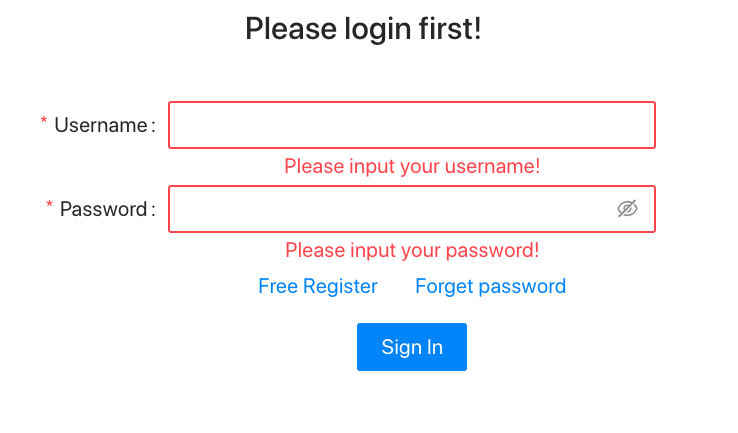 Please login first!
* Username :
Please input your username!
* Password :
Please input your password!
Free Register Forget password
Sign In